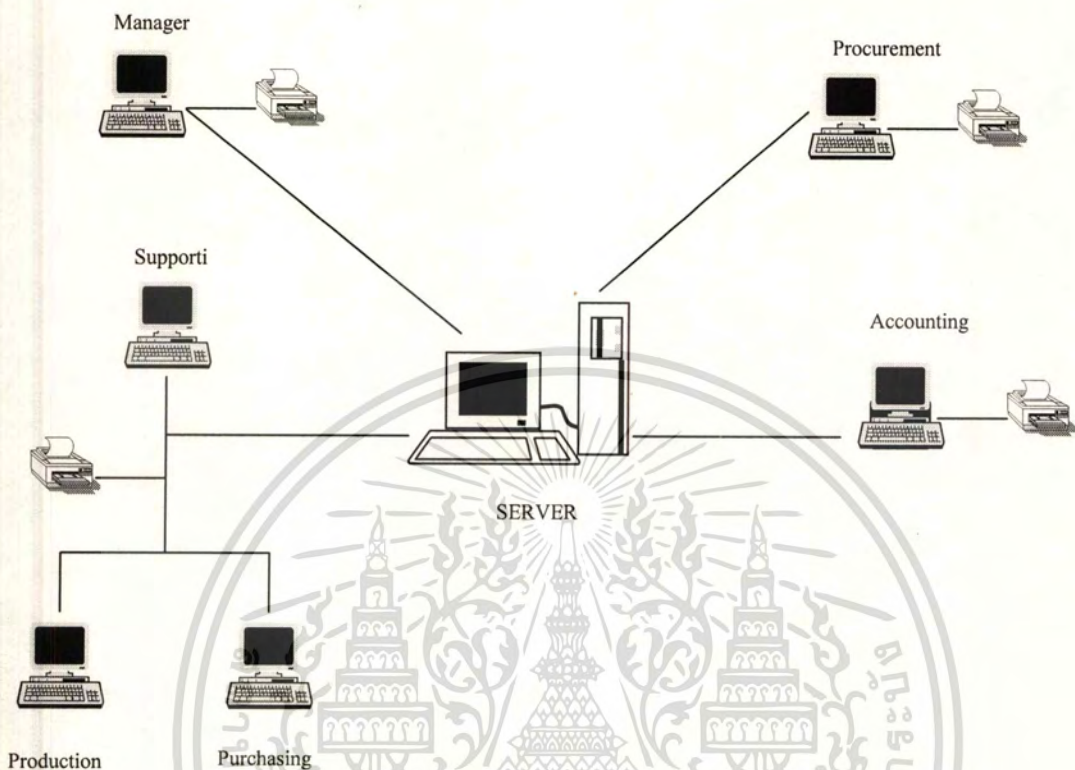 Manager
Procurement
Supporti
Accounting
SERVER
Production
Purchasing